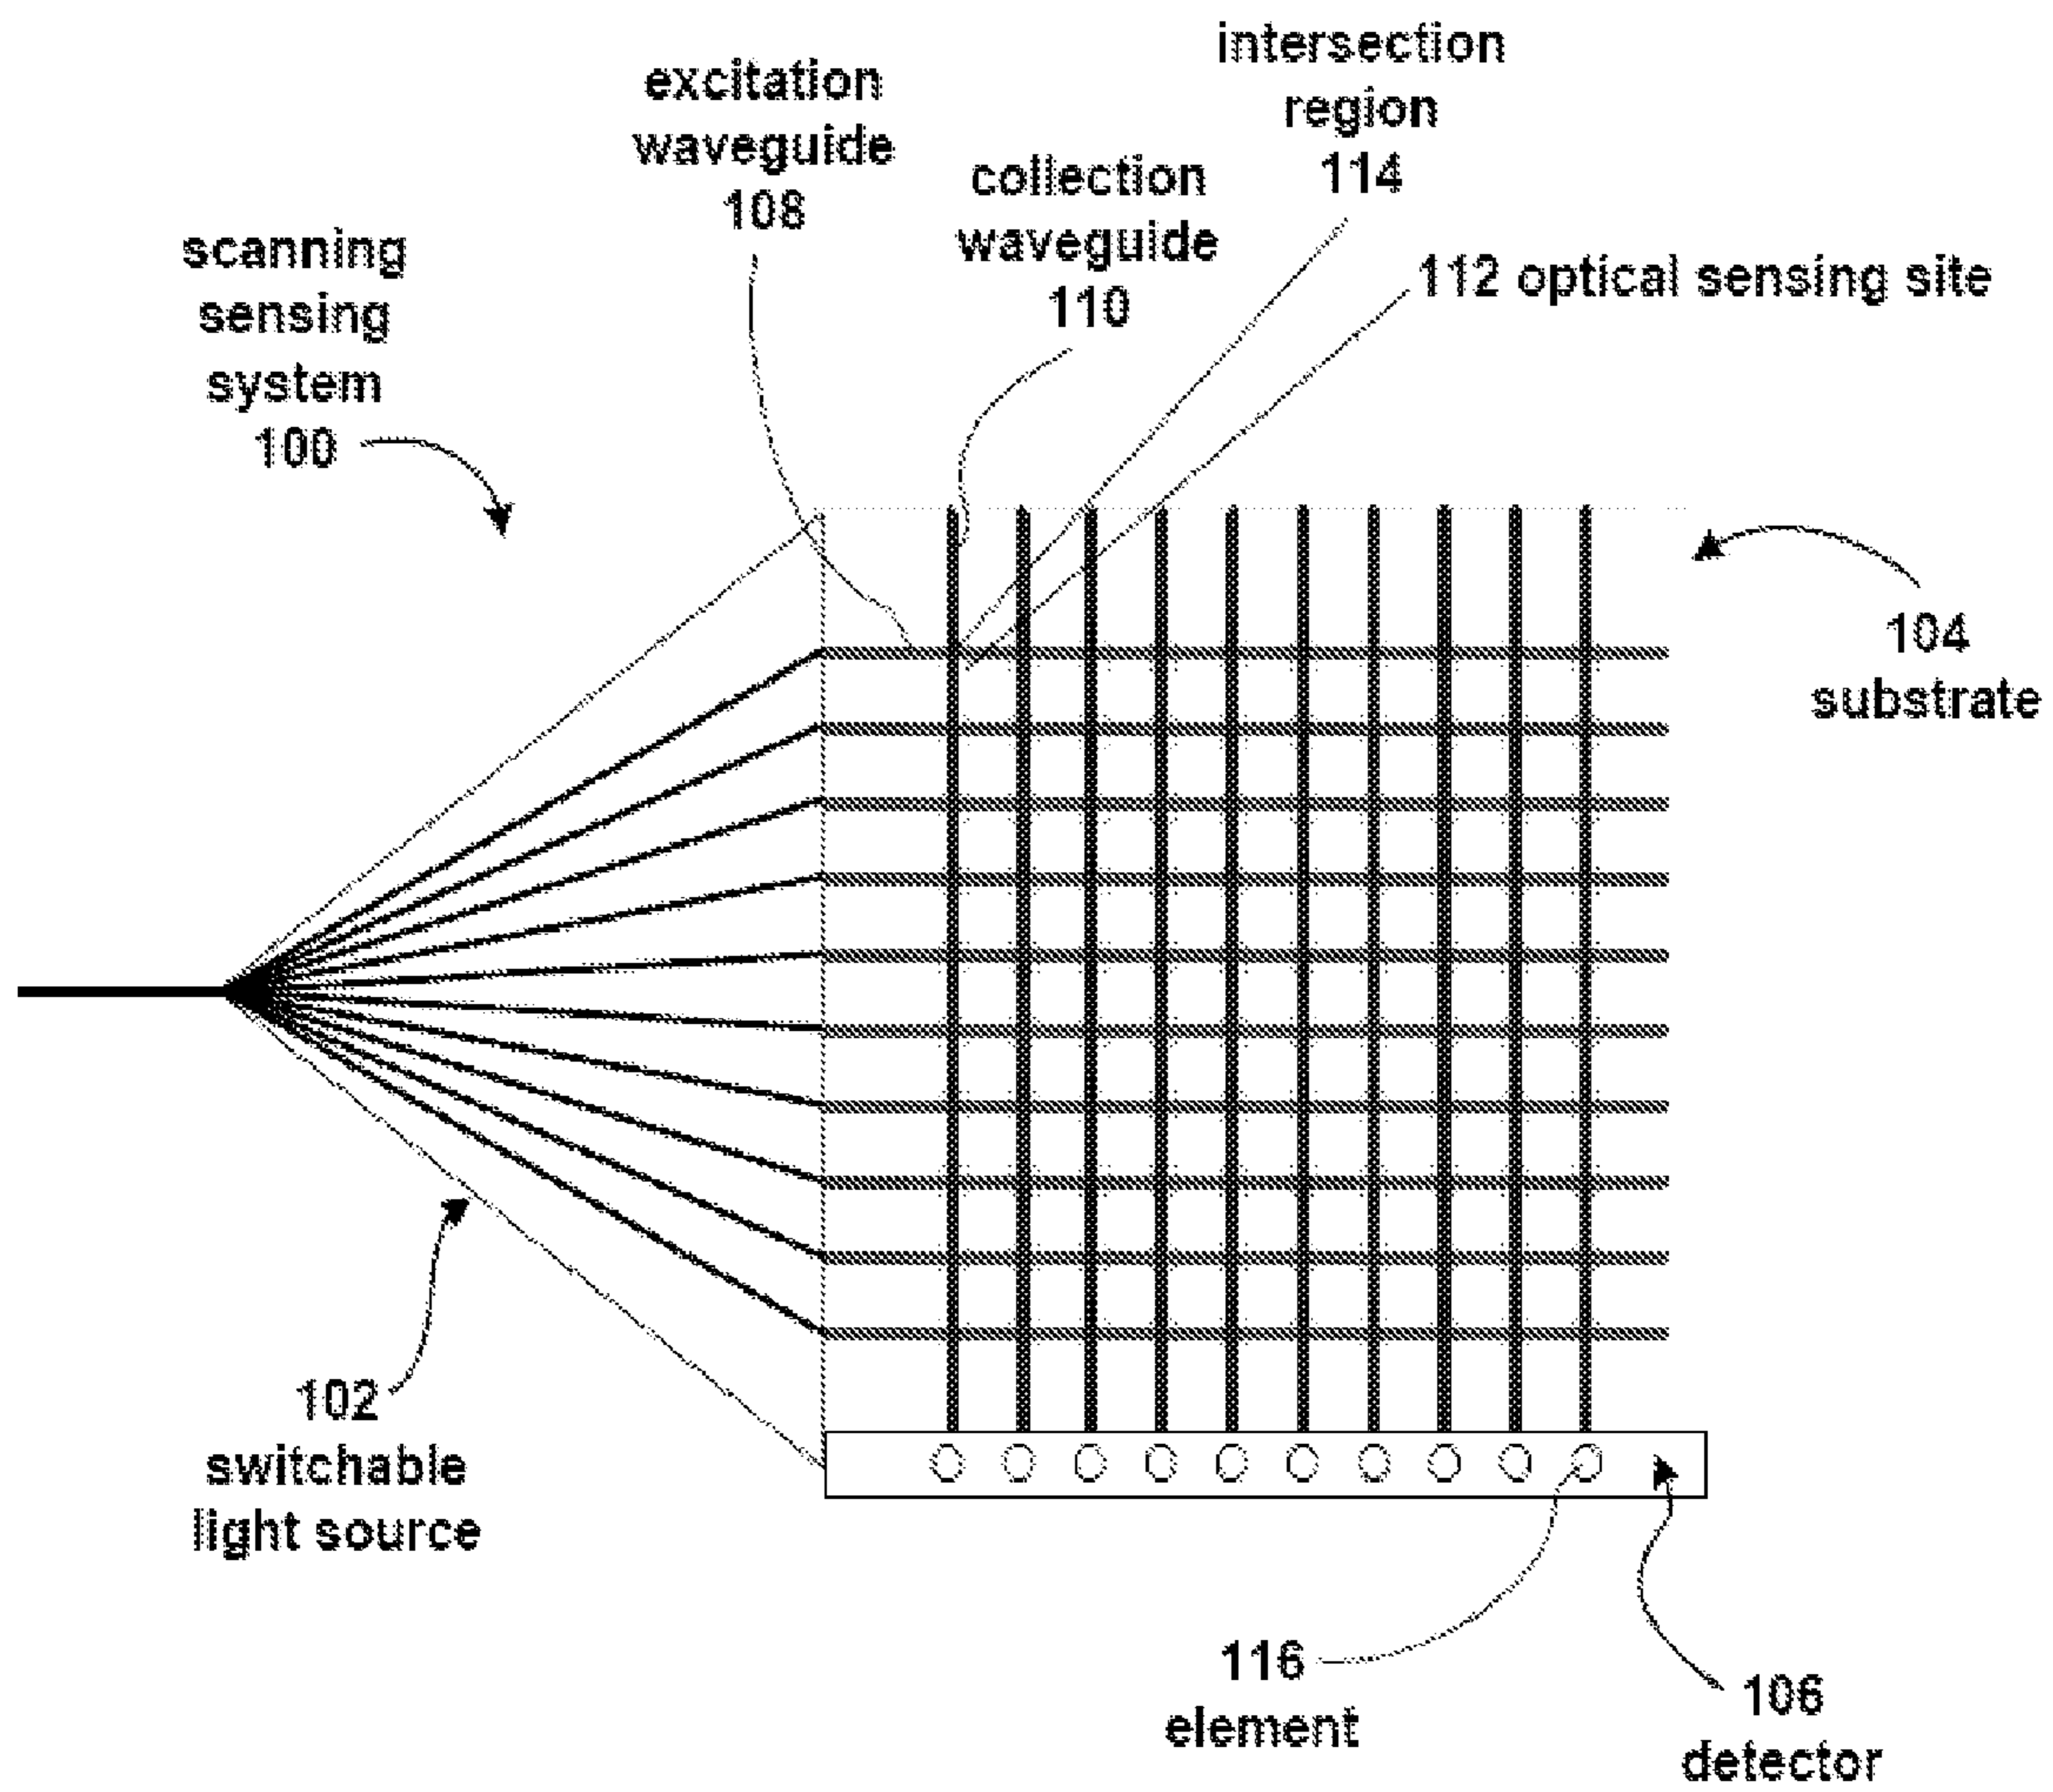 intersection
region
114
excitation
waveguide
108
collection
waveguide
110
scanning
sensing
system
100
112 optical sensing site
104
substrate
102
switchable
light source
116
element
106
detector